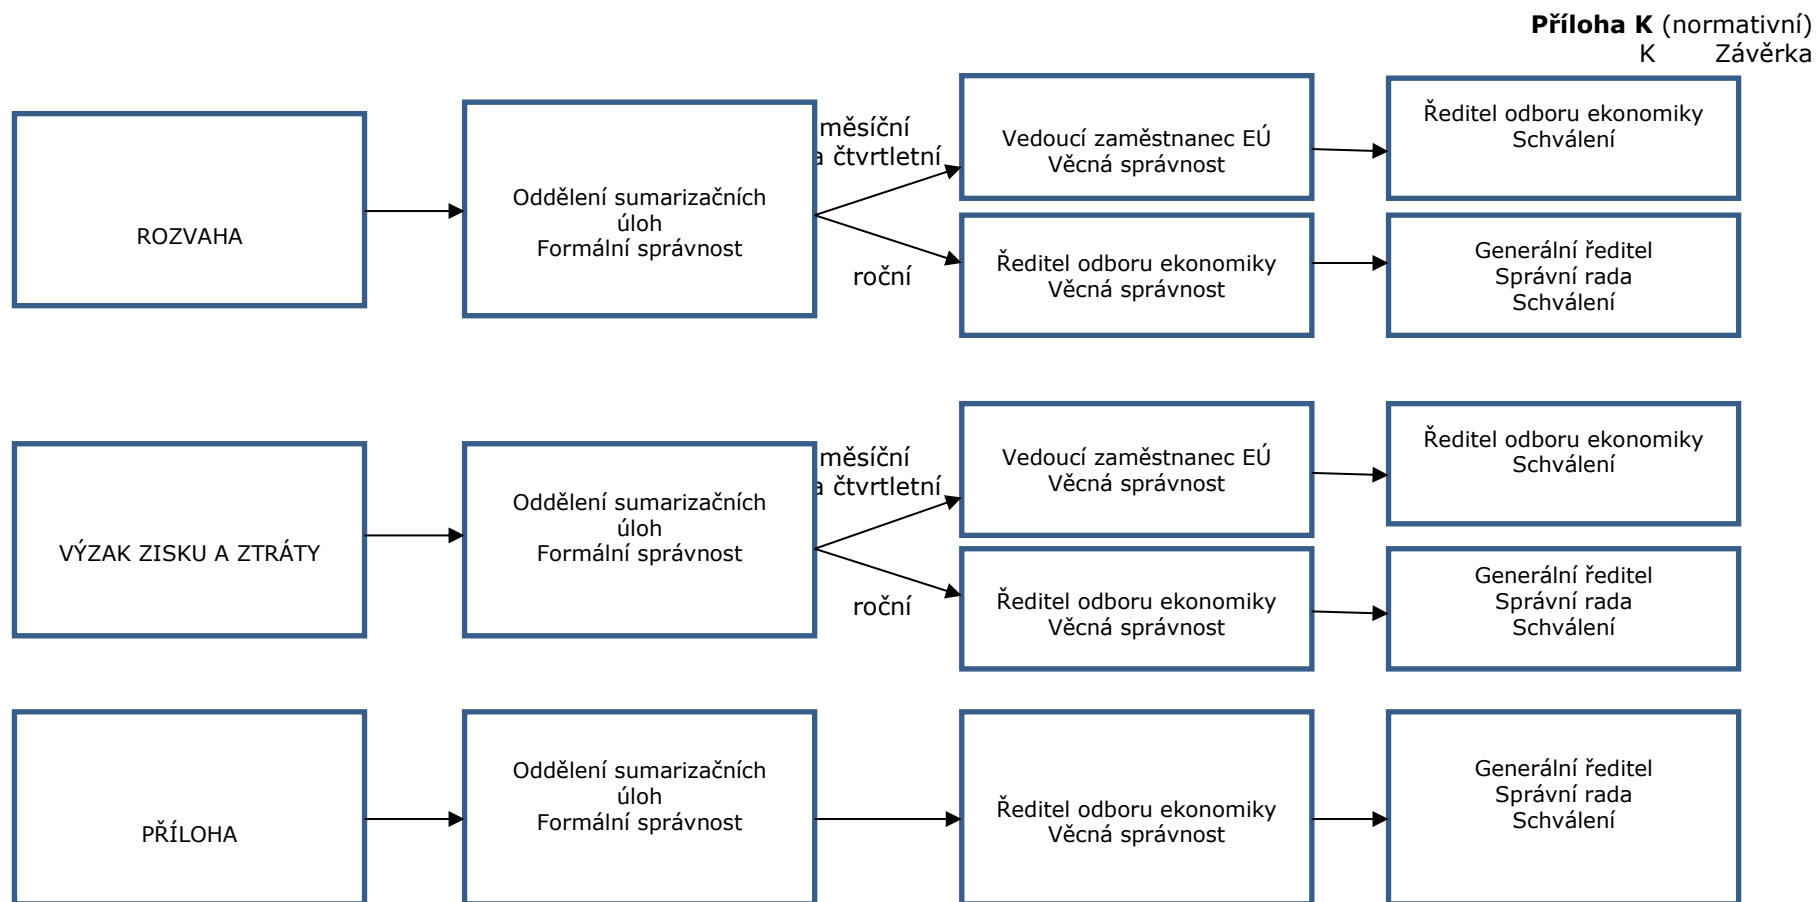 Příloha K (normativní)
K Závěrka
ROZVAHA
Oddělení sumarizačních
úloh
Formální správnost
měsíční
a čtvrtletní
roční
Vedoucí zaměstnanec EÚ
Věcná správnost
Ředitel odboru ekonomiky
Schválení
Ředitel odboru ekonomiky
Věcná správnost
Generální ředitel
Správní rada
Schválení
VÝZAK ZISKU A ZTRÁTY
Oddělení sumarizačních
úloh
Formální správnost
měsíční
a čtvrtletní
roční
Vedoucí zaměstnanec EÚ
Věcná správnost
Ředitel odboru ekonomiky
Schválení
Ředitel odboru ekonomiky
Věcná správnost
Generální ředitel
Správní rada
Schválení
PŘÍLOHA
Oddělení sumarizačních
úloh
Formální správnost
Ředitel odboru ekonomiky
Věcná správnost
Generální ředitel
Správní rada
Schválení